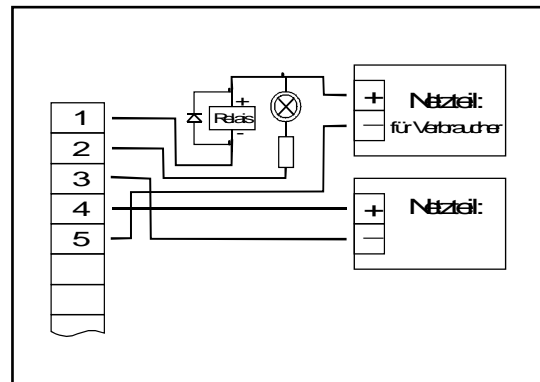 1
2
3
4
5
+
Relais
-
+
−
Netzteil:
für Verbraucher
+
−
Netzteil: